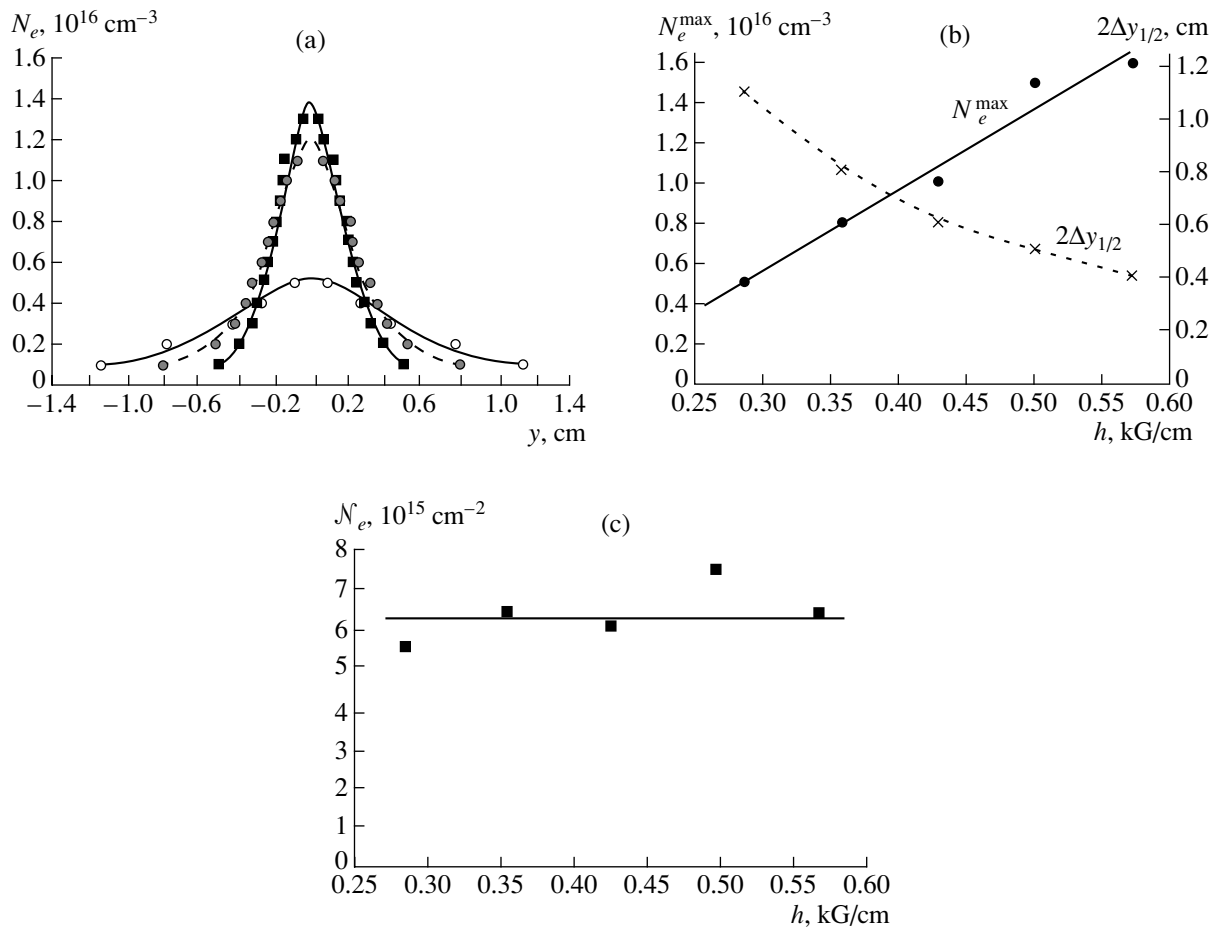 N_e, 10^16 cm^–3
(a)
1.6
1.4
1.2
1.0
0.8
0.6
0.4
0.2
0
–1.4 –1.0 –0.6 –0.2 0.2 0.6 1.0 1.4
y, cm
N_e^max, 10^16 cm^–3
(b)
2Δy_1/2, cm
1.6
1.4
1.2
1.0
0.8
0.6
0.4
0.2
0
N_e^max
2Δy_1/2
1.2
1.0
0.8
0.6
0.4
0.2
0
0.25 0.30 0.35 0.40 0.45 0.50 0.55 0.60
h, kG/cm
𝒩_e, 10^15 cm^–2
(c)
8
7
6
5
4
3
2
1
0
0.25 0.30 0.35 0.40 0.45 0.50 0.55 0.60
h, kG/cm